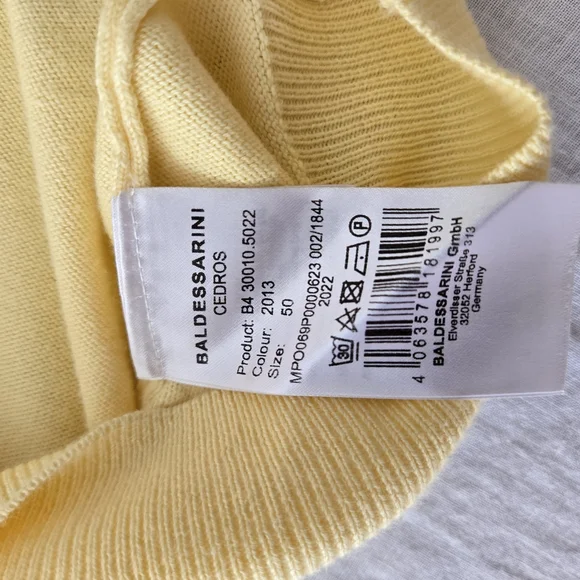 BALDESSARINI
CEDROS
Product: B4 30010.5022
Colour: 2013
Size: 50
MPO069P0000623 002/1844
2022
30
P
4 063578 181997
BALDESSARINI GmbH
Elverdisser Straße 313
32052 Herford
Germany